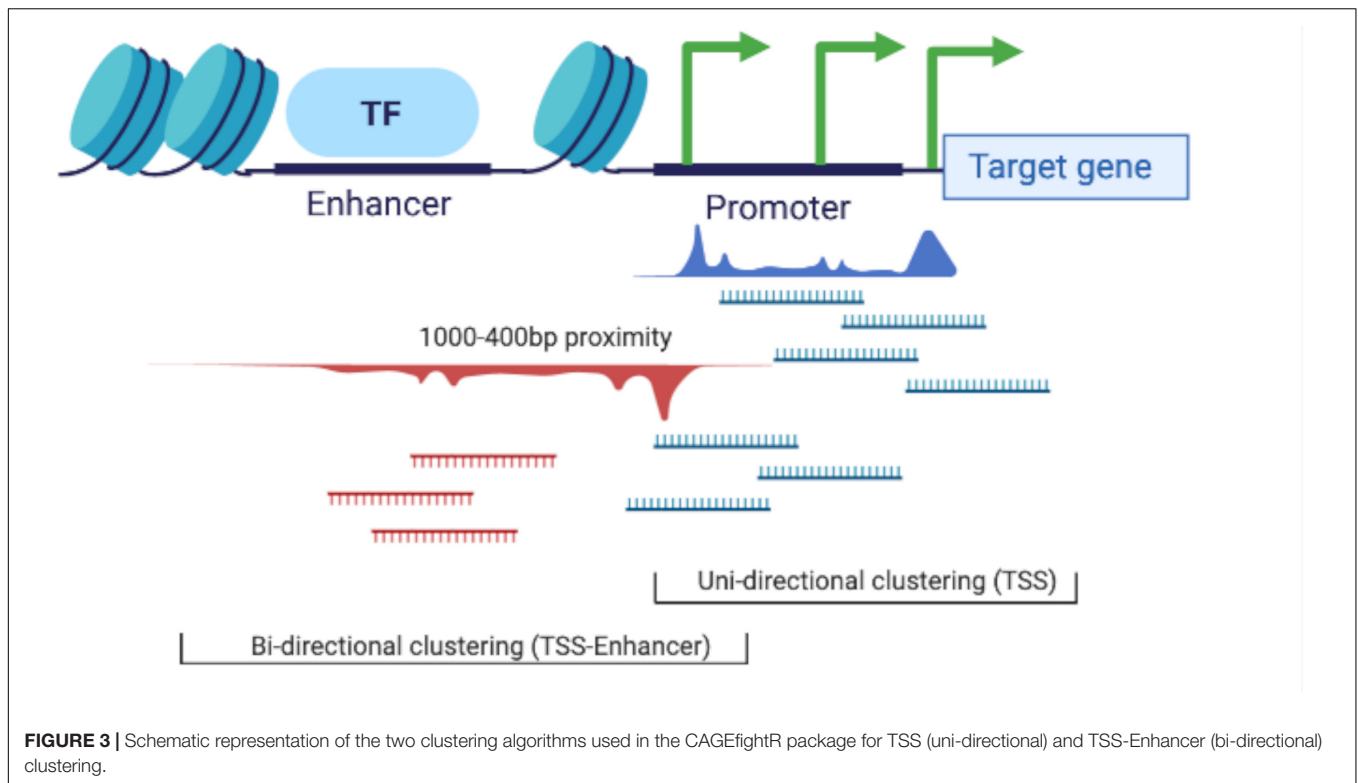 TF
Enhancer
Promoter
Target gene
1000-400bp proximity
Uni-directional clustering (TSS)
Bi-directional clustering (TSS-Enhancer)
FIGURE 3 | Schematic representation of the two clustering algorithms used in the CAGEfightR package for TSS (uni-directional) and TSS-Enhancer (bi-directional)
clustering.